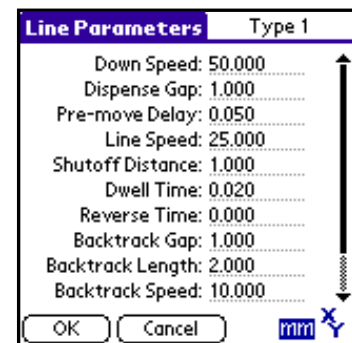 Line Parameters Type 1
Down Speed: 50.000
Dispense Gap: 1.000
Pre-move Delay: 0.050
Line Speed: 25.000
Shutoff Distance: 1.000
Dwell Time: 0.020
Reverse Time: 0.000
Backtrack Gap: 1.000
Backtrack Length: 2.000
Backtrack Speed: 10.000
OK Cancel mm XY